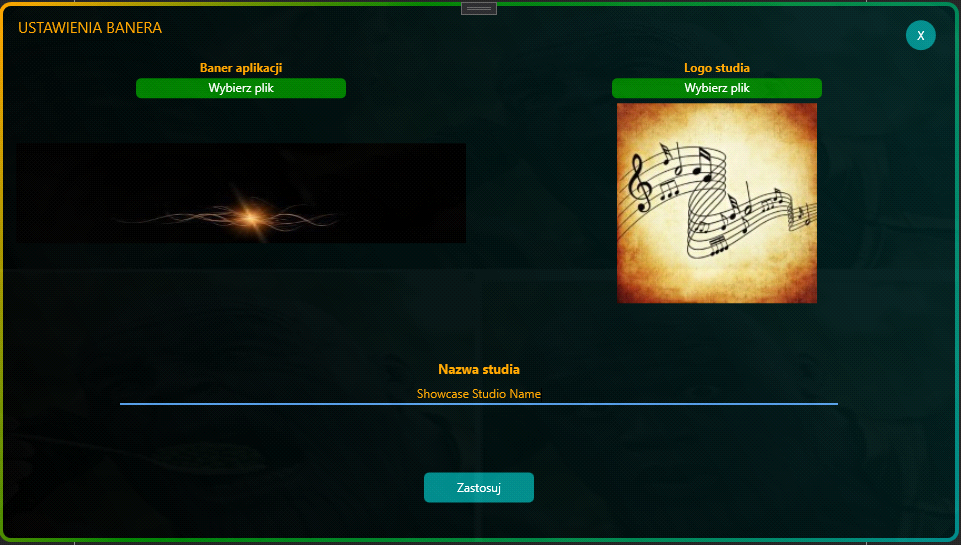 USTAWIENIA BANERA
X
Baner aplikacji
Wybierz plik
Logo studia
Wybierz plik
Nazwa studia
Showcase Studio Name
Zastosuj